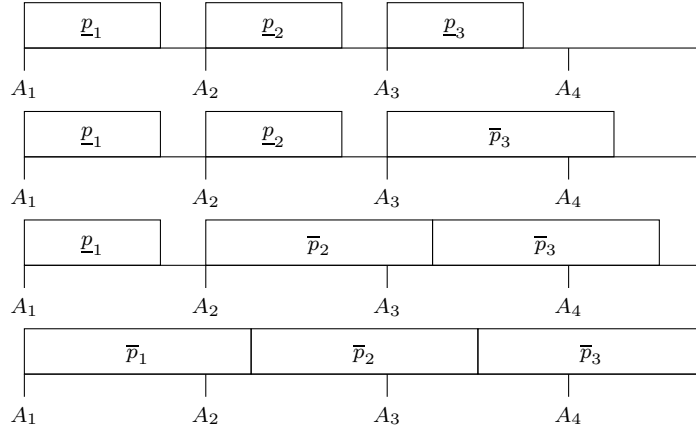 p̲₁ p̲₂ p̲₃
A₁ A₂ A₃ A₄
p̲₁ p̲₂ p̅₃
A₁ A₂ A₃ A₄
p̲₁ p̅₂ p̅₃
A₁ A₂ A₃ A₄
p̅₁ p̅₂ p̅₃
A₁ A₂ A₃ A₄